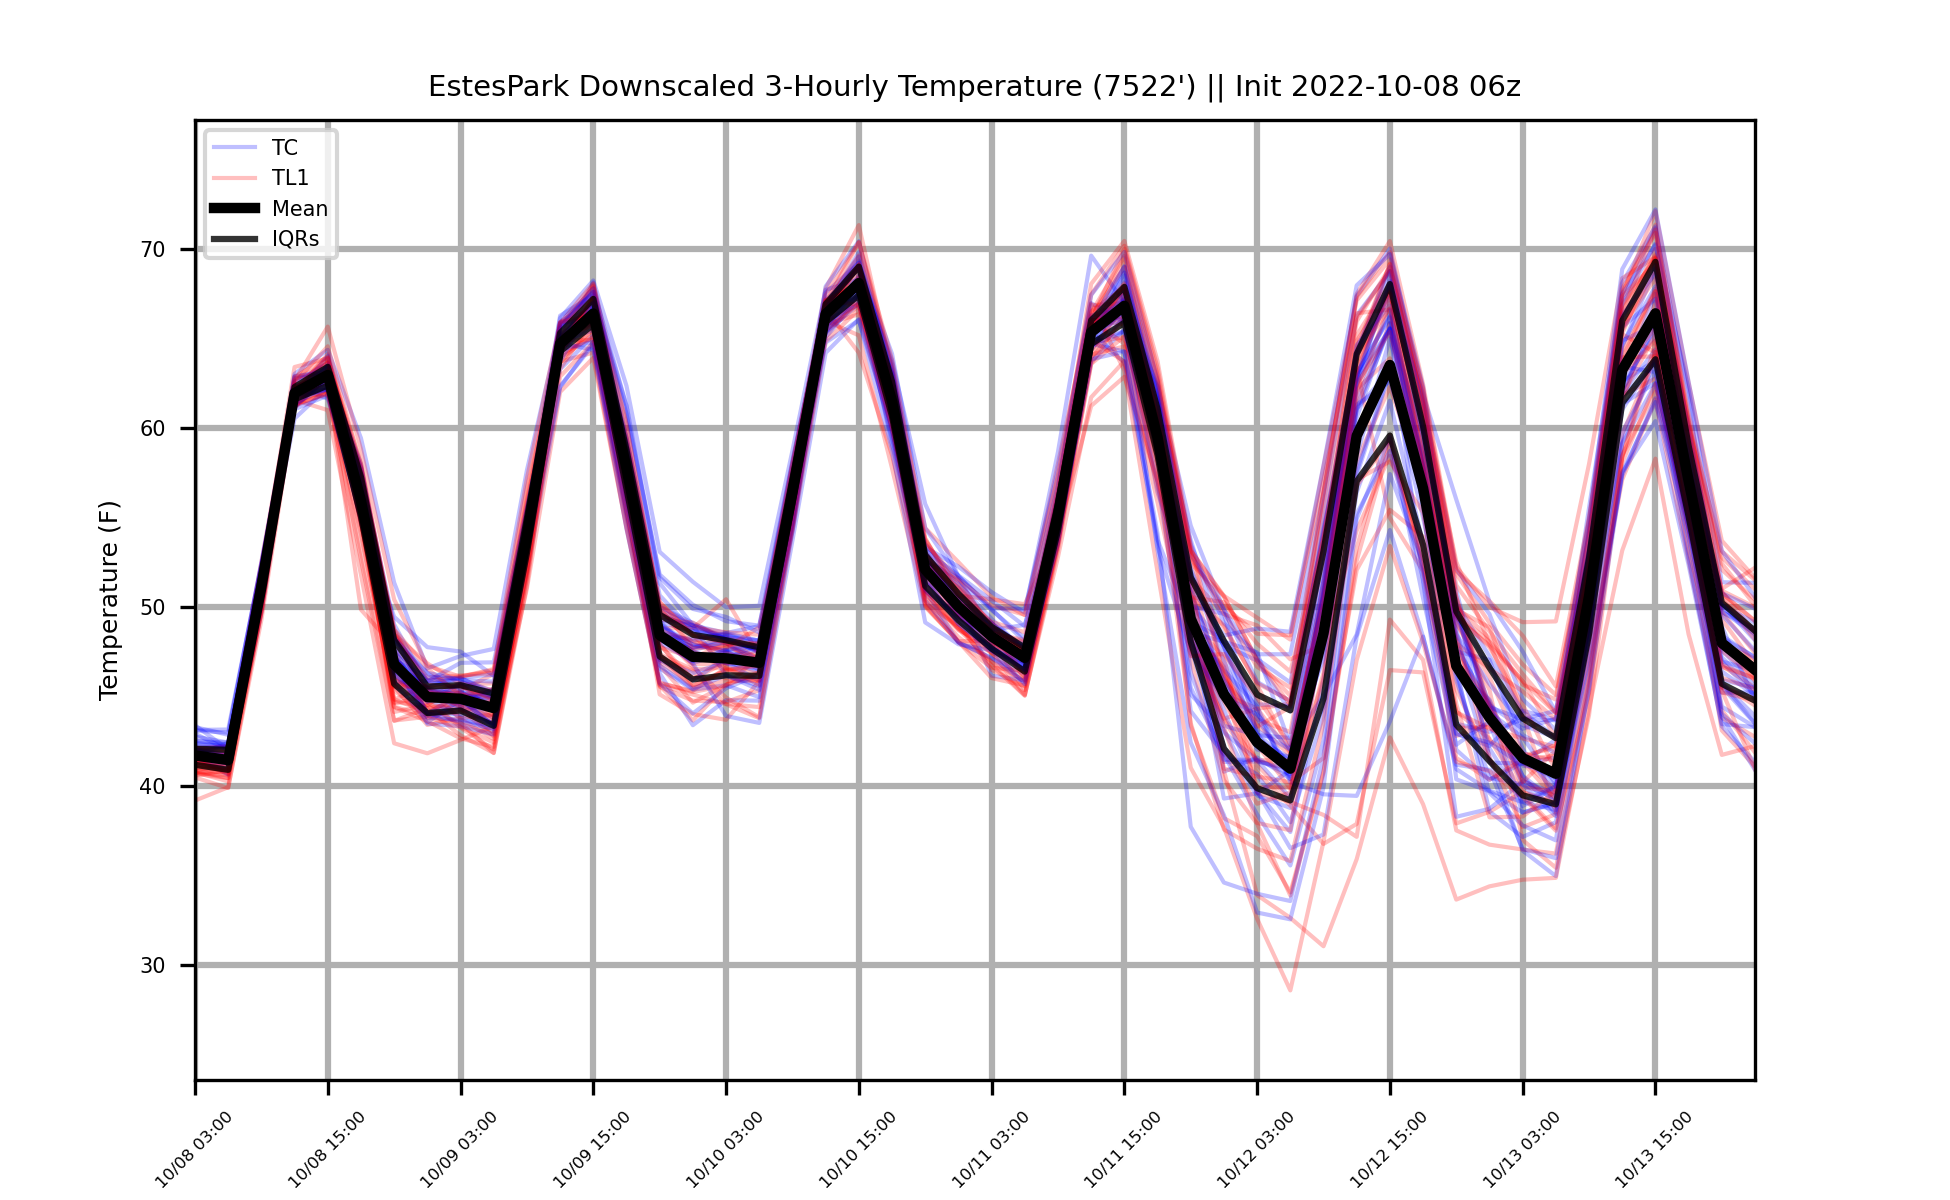 EstesPark Downscaled 3-Hourly Temperature (7522') || Init 2022-10-08 06z
TC
TL1
Mean
IQRs
Temperature (F)
70
60
50
40
30
10/08 03:00
10/08 15:00
10/09 03:00
10/09 15:00
10/10 03:00
10/10 15:00
10/11 03:00
10/11 15:00
10/12 03:00
10/12 15:00
10/13 03:00
10/13 15:00